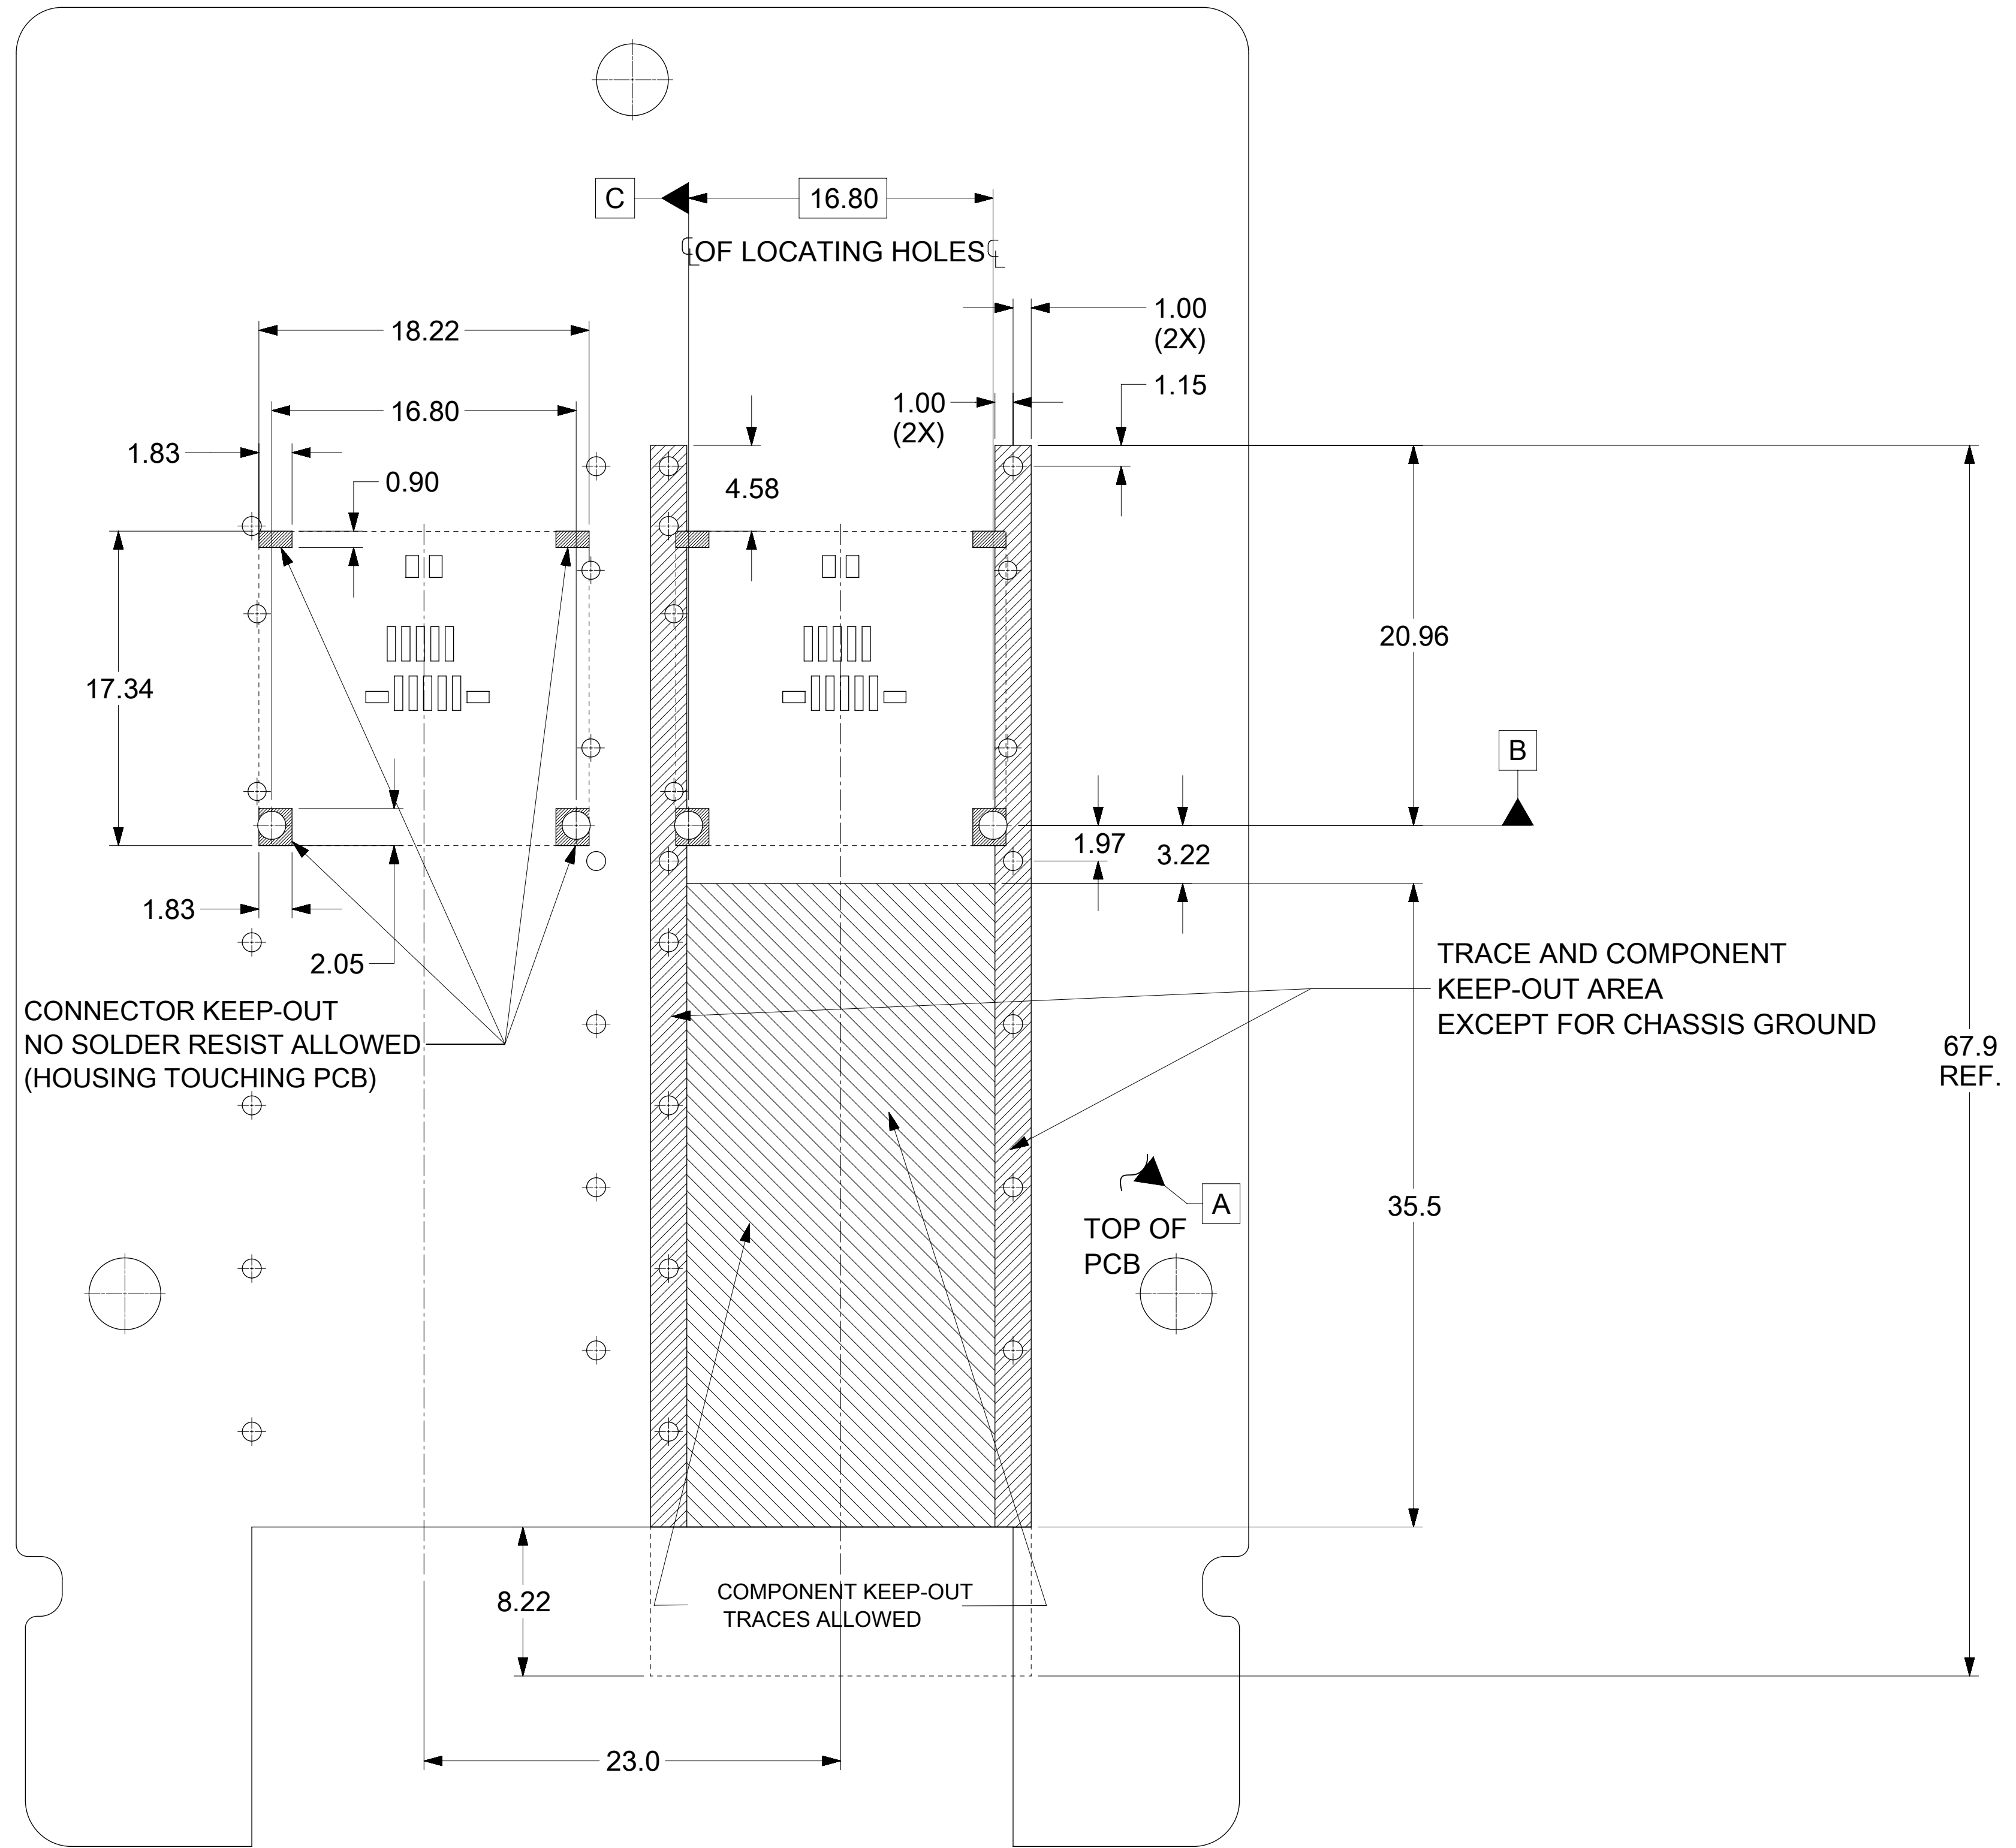 C
16.80
℄ OF LOCATING HOLES ℄
1.00
(2X)
18.22
1.15
1.00
(2X)
16.80
1.83
0.90
4.58
20.96
17.34
B
1.97
3.22
1.83
2.05
TRACE AND COMPONENT
KEEP-OUT AREA
EXCEPT FOR CHASSIS GROUND
CONNECTOR KEEP-OUT
NO SOLDER RESIST ALLOWED
(HOUSING TOUCHING PCB)
67.9
REF.
A
35.5
TOP OF
PCB
8.22
COMPONENT KEEP-OUT
TRACES ALLOWED
23.0